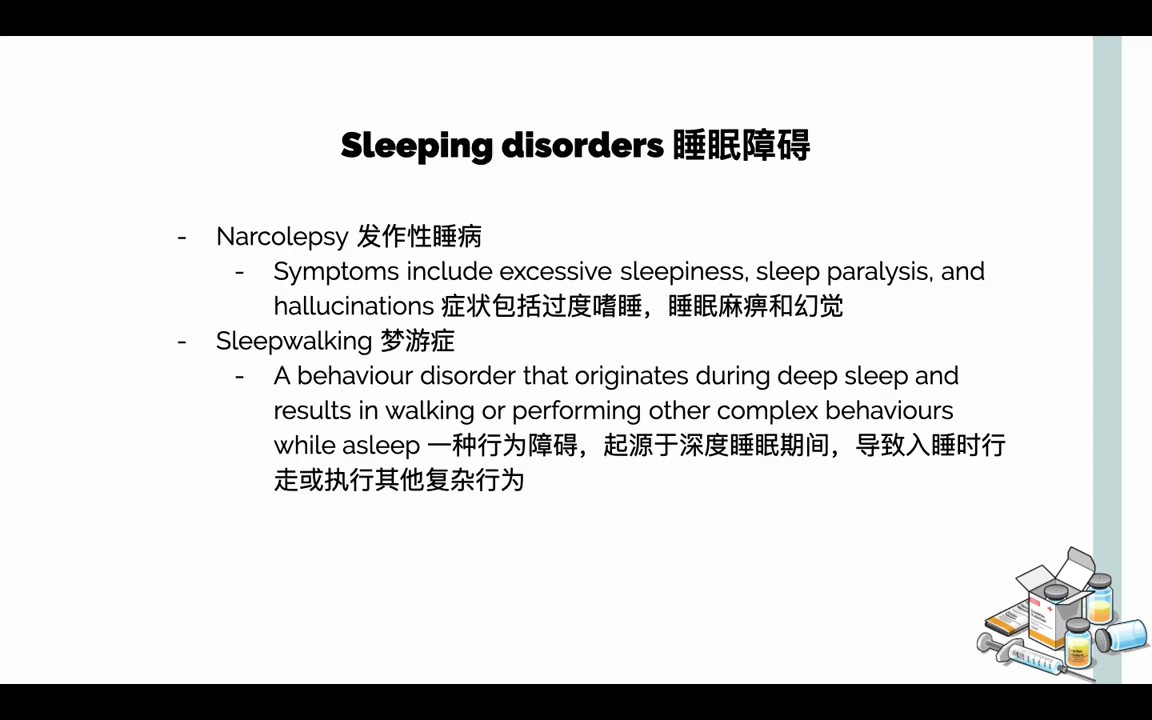 Sleeping disorders 睡眠障碍
- Narcolepsy 发作性睡病
- Symptoms include excessive sleepiness, sleep paralysis, and
hallucinations 症状包括过度嗜睡，睡眠麻痹和幻觉
- Sleepwalking 梦游症
- A behaviour disorder that originates during deep sleep and
results in walking or performing other complex behaviours
while asleep 一种行为障碍，起源于深度睡眠期间，导致入睡时行
走或执行其他复杂行为